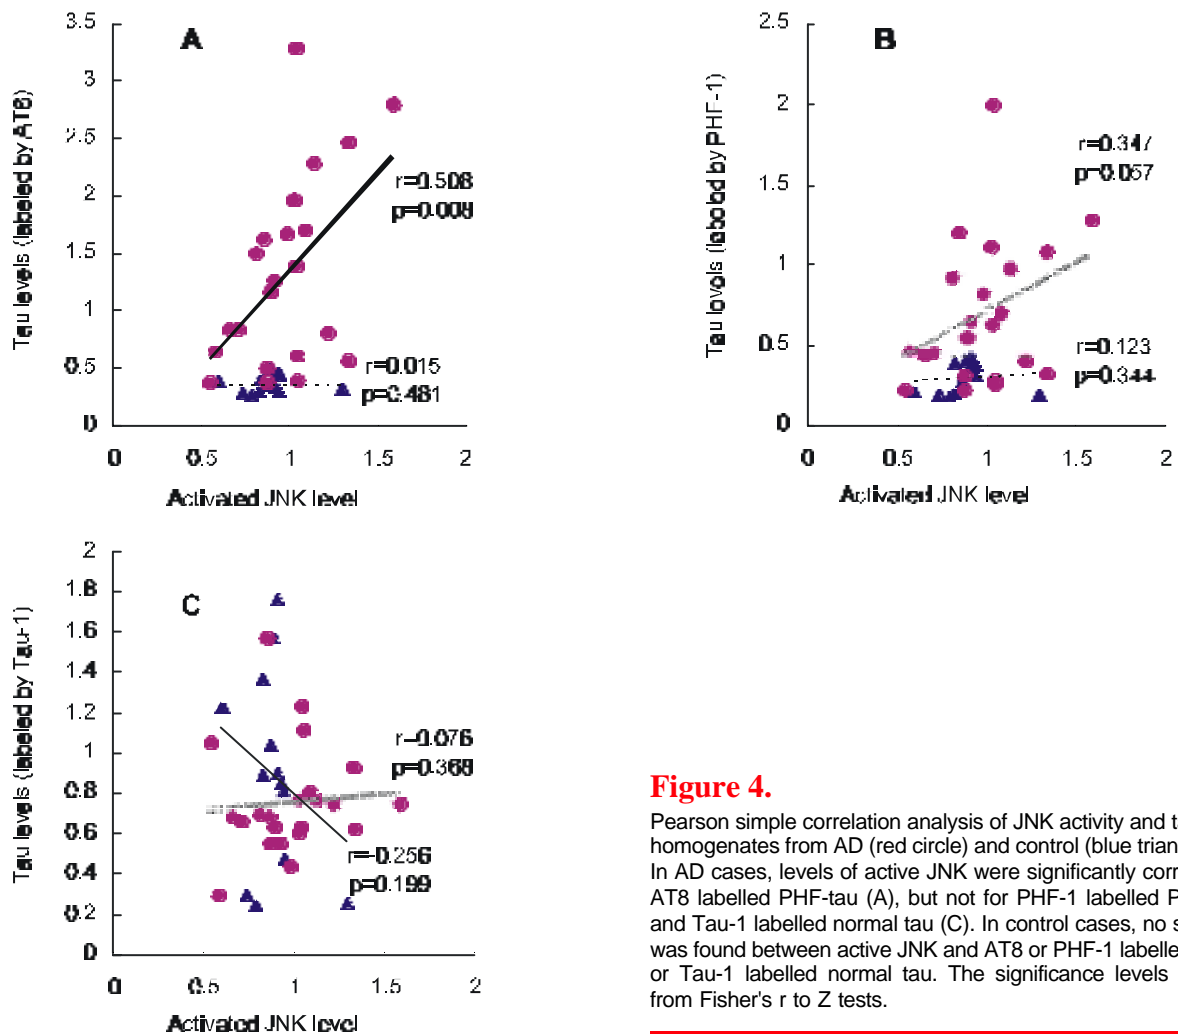 A
Tau levels (labeled by AT8)
3.5
3
2.5
2
1.5
1
0.5
0
r=0.508
p=0.008
r=0.015
p=0.481
0 0.5 1 1.5 2
Activated JNK level
B
Tau levels (labeled by PHF-1)
2.5
2
1.5
1
0.5
0
r=0.347
p=0.067
r=0.123
p=0.344
0 0.5 1 1.5 2
Activated JNK level
C
Tau levels (labeled by Tau-1)
2
1.8
1.6
1.4
1.2
1
0.8
0.6
0.4
0.2
0
r=0.076
p=0.368
r=-0.256
p=0.199
0 0.5 1 1.5 2
Activated JNK level
Figure 4.
Pearson simple correlation analysis of JNK activity and t
homogenates from AD (red circle) and control (blue trian
In AD cases, levels of active JNK were significantly corr
AT8 labelled PHF-tau (A), but not for PHF-1 labelled P
and Tau-1 labelled normal tau (C). In control cases, no s
was found between active JNK and AT8 or PHF-1 labelle
or Tau-1 labelled normal tau. The significance levels
from Fisher's r to Z tests.